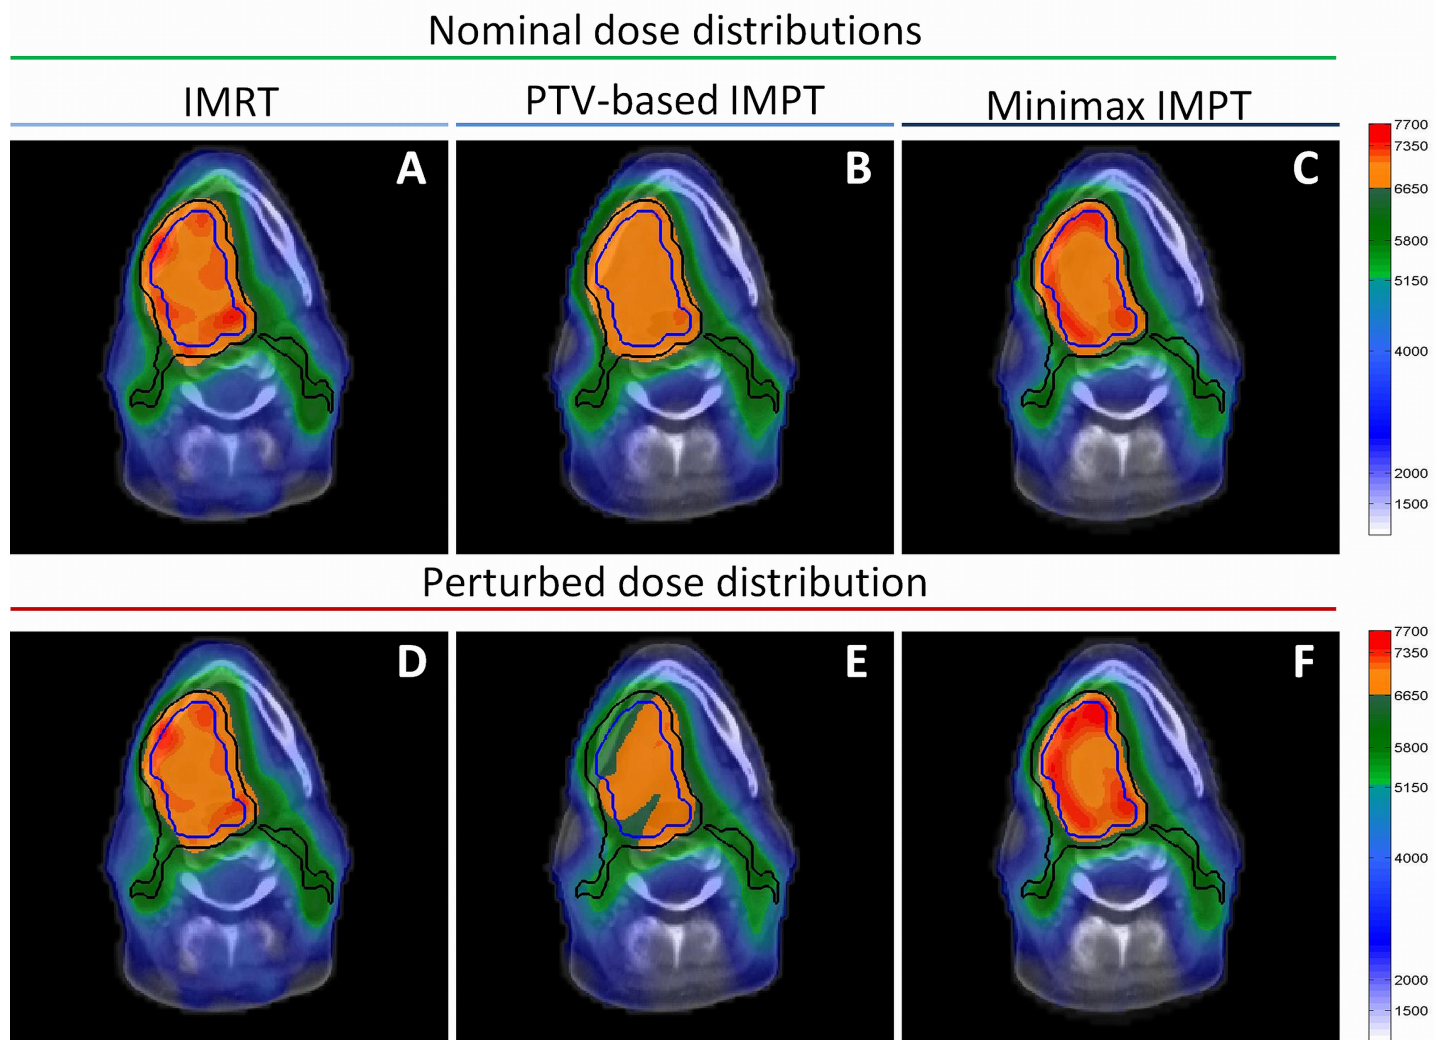 Nominal dose distributions
IMRT
PTV-based IMPT
Minimax IMPT
A
B
C
7700
7350
6650
5800
5150
4000
2000
1500
Perturbed dose distribution
D
E
F
7700
7350
6650
5800
5150
4000
2000
1500